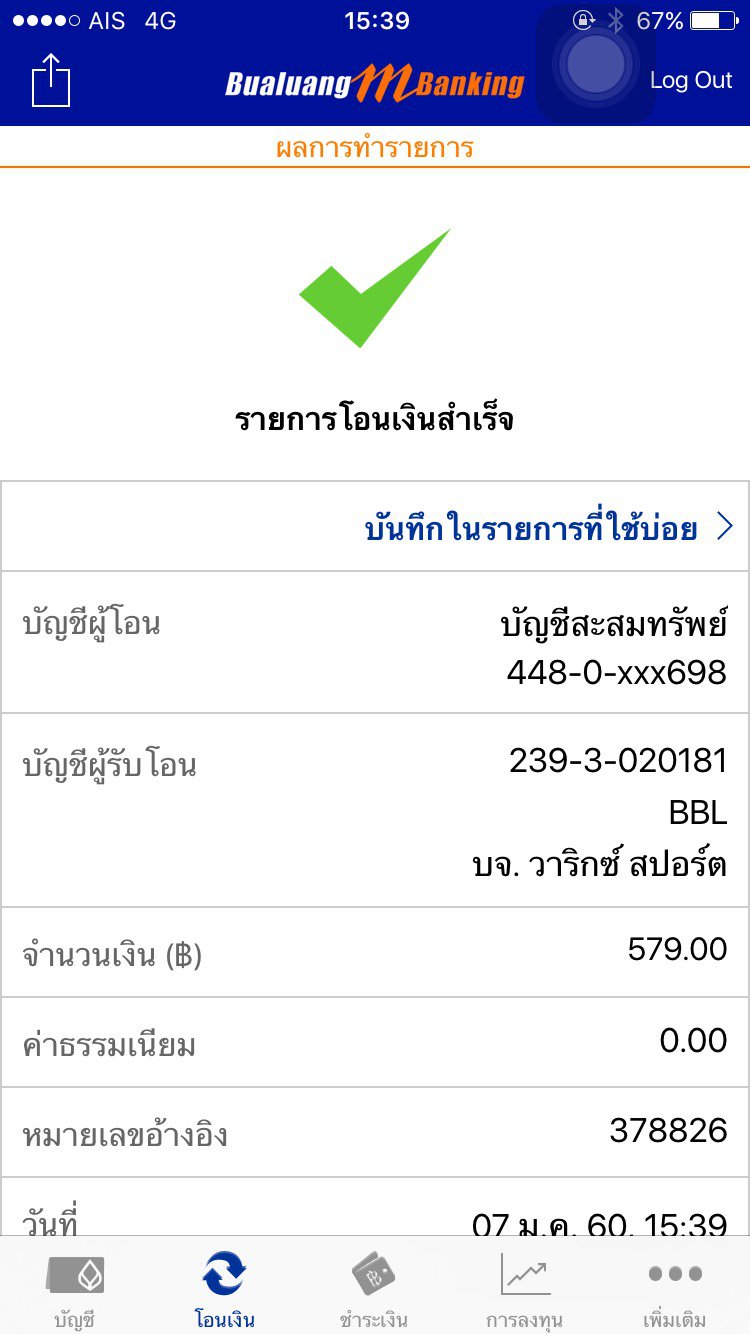 AIS 4G 15:39 67%
Bualuang mBanking Log Out
ผลการทำรายการ
รายการโอนเงินสำเร็จ
บันทึกในรายการที่ใช้บ่อย
บัญชีผู้โอน บัญชีสะสมทรัพย์
448-0-xxx698
บัญชีผู้รับโอน 239-3-020181
BBL
บจ. วาริกซ์ สปอร์ต
จำนวนเงิน (฿) 579.00
ค่าธรรมเนียม 0.00
หมายเลขอ้างอิง 378826
วันที่ 07 ม.ค. 60, 15:39
บัญชี โอนเงิน ชำระเงิน การลงทุน เพิ่มเติม